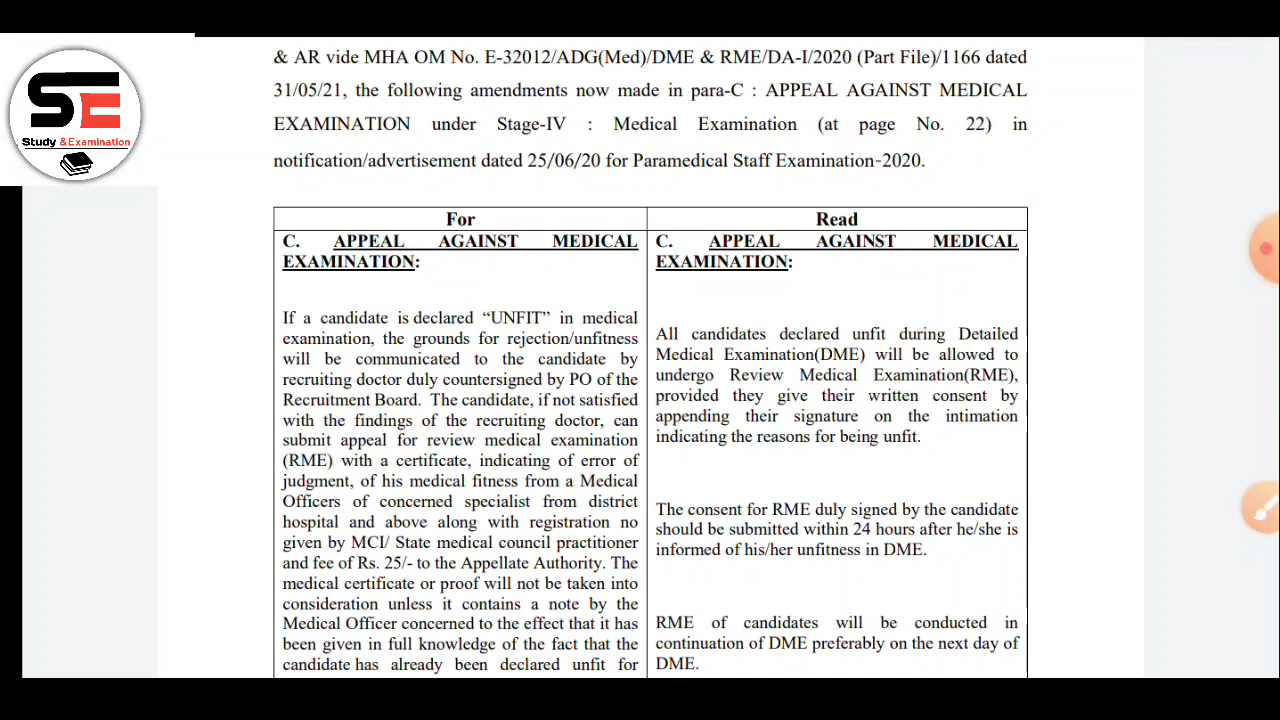 SE
Study &Examination
& AR vide MHA OM No. E-32012/ADG(Med)/DME & RME/DA-I/2020 (Part File)/1166 dated
31/05/21, the following amendments now made in para-C : APPEAL AGAINST MEDICAL
EXAMINATION under Stage-IV : Medical Examination (at page No. 22) in
notification/advertisement dated 25/06/20 for Paramedical Staff Examination-2020.
For
C. APPEAL AGAINST MEDICAL
EXAMINATION:
If a candidate is declared “UNFIT” in medical
examination, the grounds for rejection/unfitness
will be communicated to the candidate by
recruiting doctor duly countersigned by PO of the
Recruitment Board. The candidate, if not satisfied
with the findings of the recruiting doctor, can
submit appeal for review medical examination
(RME) with a certificate, indicating of error of
judgment, of his medical fitness from a Medical
Officers of concerned specialist from district
hospital and above along with registration no
given by MCI/ State medical council practitioner
and fee of Rs. 25/- to the Appellate Authority. The
medical certificate or proof will not be taken into
consideration unless it contains a note by the
Medical Officer concerned to the effect that it has
been given in full knowledge of the fact that the
candidate has already been declared unfit for
Read
C. APPEAL AGAINST MEDICAL
EXAMINATION:
All candidates declared unfit during Detailed
Medical Examination(DME) will be allowed to
undergo Review Medical Examination(RME),
provided they give their written consent by
appending their signature on the intimation
indicating the reasons for being unfit.
The consent for RME duly signed by the candidate
should be submitted within 24 hours after he/she is
informed of his/her unfitness in DME.
RME of candidates will be conducted in
continuation of DME preferably on the next day of
DME.